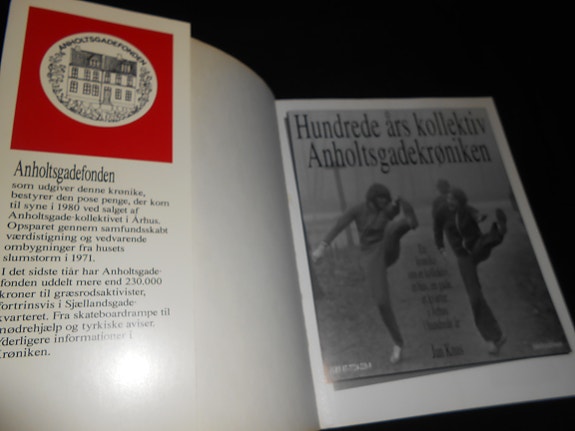 ANHOLTSGADEFONDEN
Anholtsgadefonden
som udgiver denne krønike,
bestyrer den pose penge, der kom
til syne i 1980 ved salget af
Anholtsgade-kollektivet i Århus.
Opsparet gennem samfundsskabt
værdistigning og vedvarende
ombygninger fra husets
slumstorm i 1971.
I det sidste tiår har Anholtsgade-
fonden uddelt mere end 230.000
kroner til græsrodsaktivister,
fortrinsvis i Sjællandsgade-
kvarteret. Fra skateboardrampe til
mødrehjælp og tyrkiske aviser.
Yderligere informationer i
Krøniken.
Hundrede års kollektiv
Anholtsgadekrøniken